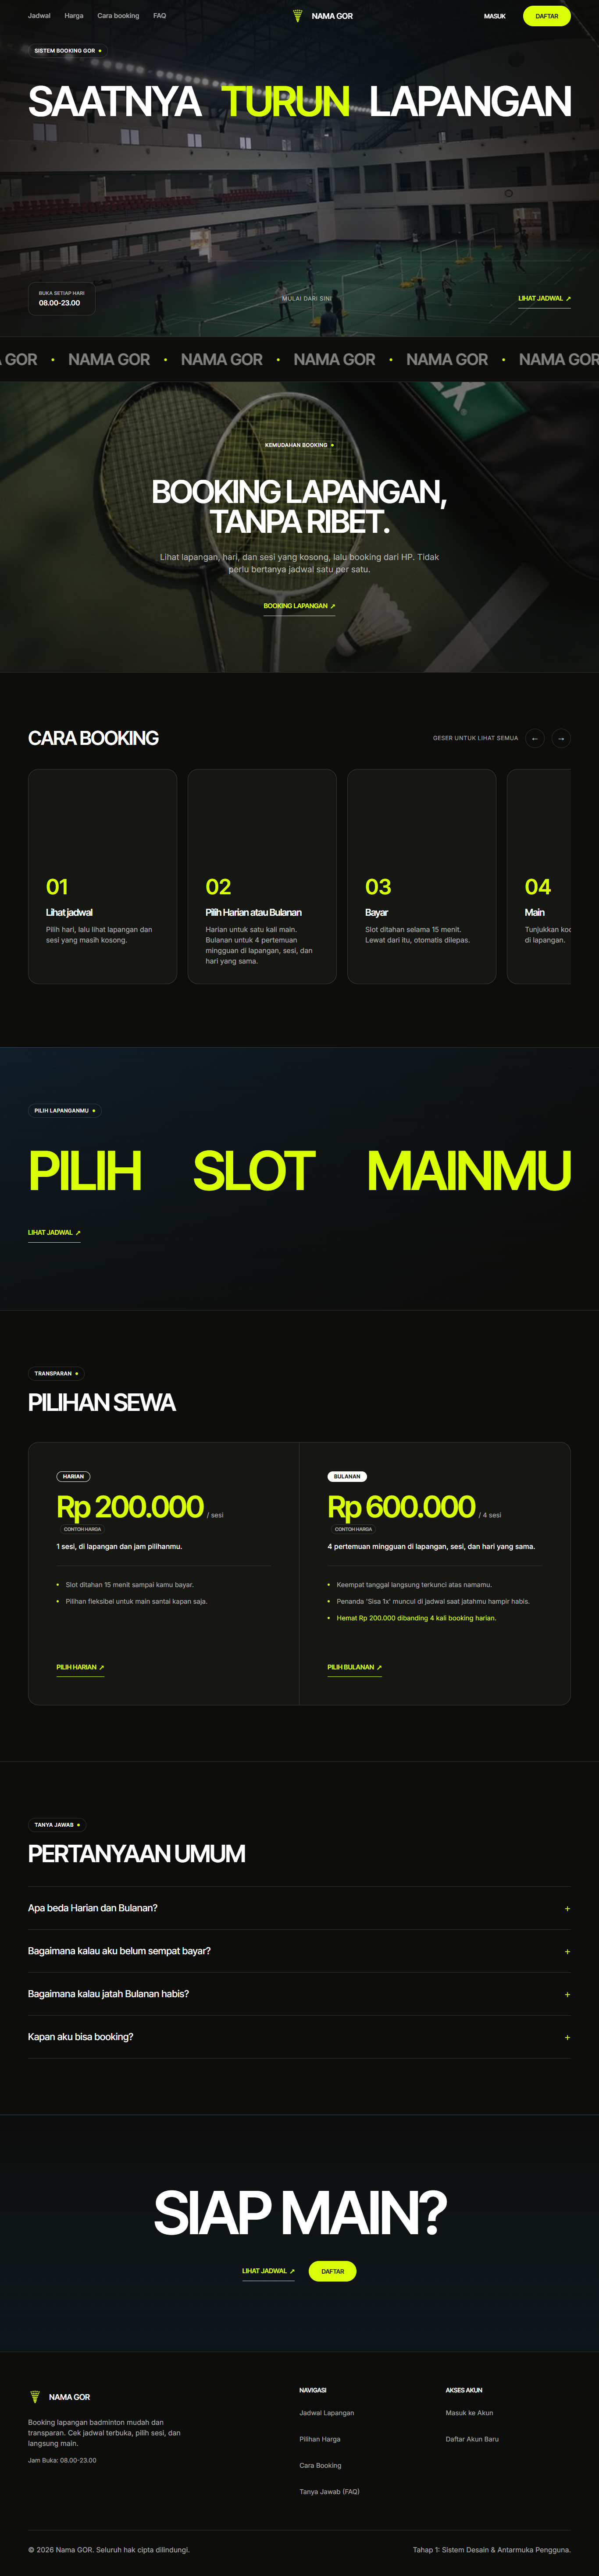 Jadwal Harga Cara booking FAQ NAMA GOR MASUK DAFTAR
SISTEM BOOKING GOR
SAATNYA TURUN LAPANGAN
BUKA SETIAP HARI
08.00-23.00
MULAI DARI SINI
LIHAT JADWAL ↗
GOR • NAMA GOR • NAMA GOR • NAMA GOR • NAMA GOR • NAMA GOR
KEMUDAHAN BOOKING
BOOKING LAPANGAN,
TANPA RIBET.
Lihat lapangan, hari, dan sesi yang kosong, lalu booking dari HP. Tidak
perlu bertanya jadwal satu per satu.
BOOKING LAPANGAN ↗
CARA BOOKING
GESER UNTUK LIHAT SEMUA ← →
01
Lihat jadwal
Pilih hari, lalu lihat lapangan dan
sesi yang masih kosong.
02
Pilih Harian atau Bulanan
Harian untuk satu kali main.
Bulanan untuk 4 pertemuan
mingguan di lapangan, sesi, dan
hari yang sama.
03
Bayar
Slot ditahan selama 15 menit.
Lewat dari itu, otomatis dilepas.
04
Main
Tunjukkan
di lapangan.
PILIH LAPANGANMU
PILIH SLOT MAINMU
LIHAT JADWAL ↗
TRANSPARAN
PILIHAN SEWA
HARIAN
Rp 200.000 / sesi
CONTOH HARGA
1 sesi, di lapangan dan jam pilihanmu.
• Slot ditahan 15 menit sampai kamu bayar.
• Pilihan fleksibel untuk main santai kapan saja.
PILIH HARIAN ↗
BULANAN
Rp 600.000 / 4 sesi
CONTOH HARGA
4 pertemuan mingguan di lapangan, sesi, dan hari yang sama.
• Keempat tanggal langsung terkunci atas namamu.
• Penanda 'Sisa 1x' muncul di jadwal saat jatahmu hampir habis.
• Hemat Rp 200.000 dibanding 4 kali booking harian.
PILIH BULANAN ↗
TANYA JAWAB
PERTANYAAN UMUM
Apa beda Harian dan Bulanan? +
Bagaimana kalau aku belum sempat bayar? +
Bagaimana kalau jatah Bulanan habis? +
Kapan aku bisa booking? +
SIAP MAIN?
LIHAT JADWAL ↗ DAFTAR
NAMA GOR
Booking lapangan badminton mudah dan
transparan. Cek jadwal terbuka, pilih sesi, dan
langsung main.
Jam Buka: 08.00-23.00
NAVIGASI
Jadwal Lapangan
Pilihan Harga
Cara Booking
Tanya Jawab (FAQ)
AKSES AKUN
Masuk ke Akun
Daftar Akun Baru
© 2026 Nama GOR. Seluruh hak cipta dilindungi.
Tahap 1: Sistem Desain & Antarmuka Pengguna.